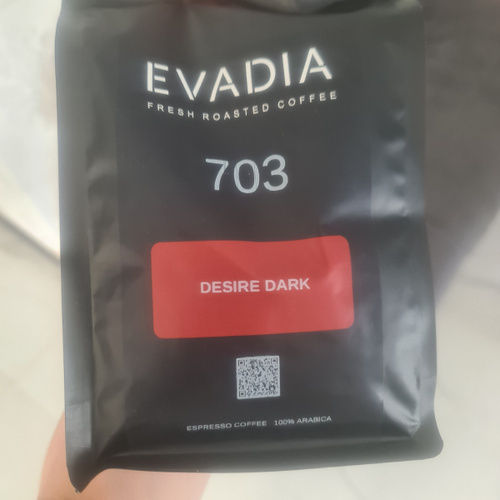 EVADIA
FRESH ROASTED COFFEE
703
DESIRE DARK
ESPRESSO COFFEE 100% ARABICA